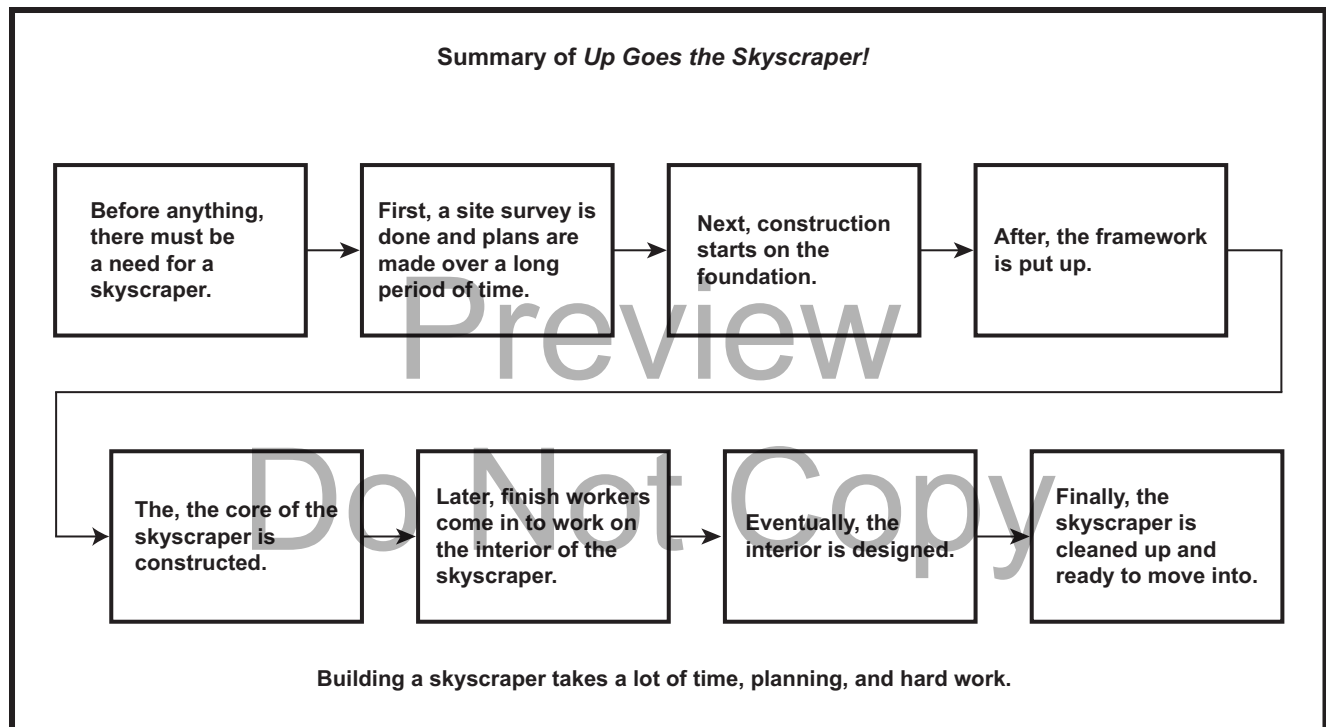 Summary of Up Goes the Skyscraper!
Before anything,
there must be
a need for a
skyscraper.
First, a site survey is
done and plans are
made over a long
period of time.
Next, construction
starts on the
foundation.
After, the framework
is put up.
Preview
The, the core of the
skyscraper is
constructed.
Later, finish workers
come in to work on
the interior of the
skyscraper.
Eventually, the
interior is designed.
Finally, the
skyscraper is
cleaned up and
ready to move into.
Do Not Copy
Building a skyscraper takes a lot of time, planning, and hard work.